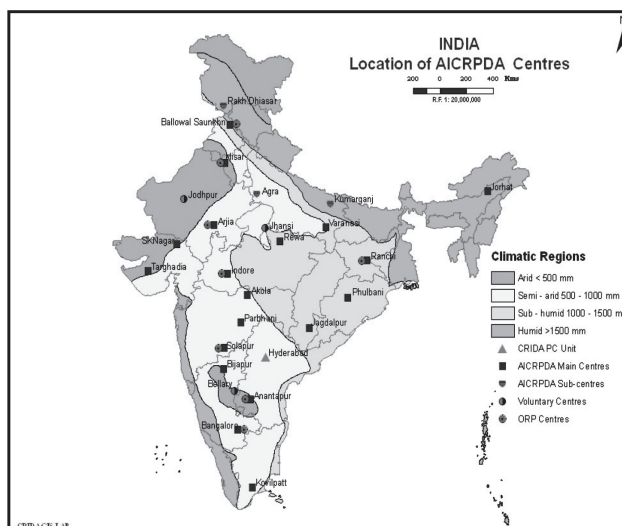 N
INDIA
Location of AICRPDA Centres
200 0 200 400 Kms
R.F. 1: 20,000,000
Rakh Dhiasar
Ballowal Saunkhri
Hisar
Jodhpur
Agra
Kumarganj
Jorhat
Arjia
Jhansi
Varanasi
SKNagar
Rewa
Ranchi
Targhadia
Indore
Akola
Phulbani
Parbhani
Jagdalpur
Solapur
Hyderabad
Bijapur
Bellary
Anantapur
Bangalore
Kovilpatt
Climatic Regions
Arid < 500 mm
Semi - arid 500 - 1000 mm
Sub - humid 1000 - 1500 m
Humid >1500 mm
CRIDA PC Unit
AICRPDA Main Centres
AICRPDA Sub-centres
Voluntary Centres
ORP Centres